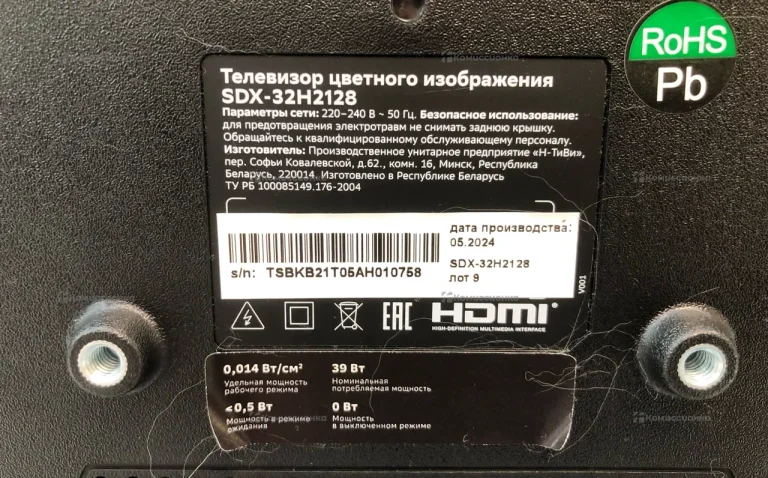 RoHS
Pb
Телевизор цветного изображения
SDX-32H2128
Параметры сети: 220–240 В ~ 50 Гц. Безопасное использование:
для предотвращения электротравм не снимать заднюю крышку.
Обращайтесь к квалифицированному обслуживающему персоналу.
Изготовитель: Производственное унитарное предприятие «Н-ТиВи»,
пер. Софьи Ковалевской, д.62., комн. 16, Минск, Республика
Беларусь, 220014. Изготовлено в Республике Беларусь
ТУ РБ 100085149.176-2004
дата производства:
05.2024
SDX-32H2128
лот 9
s/n: TSBKB21T05AH010758
V001
EAC HDMI
HIGH-DEFINITION MULTIMEDIA INTERFACE
0,014 Вт/см² 39 Вт
Удельная мощность Номинальная
рабочего режима потребляемая мощность
<0,5 Вт 0 Вт
Мощность в режиме Мощность
ожидания в выключенном режиме
Комиссионка